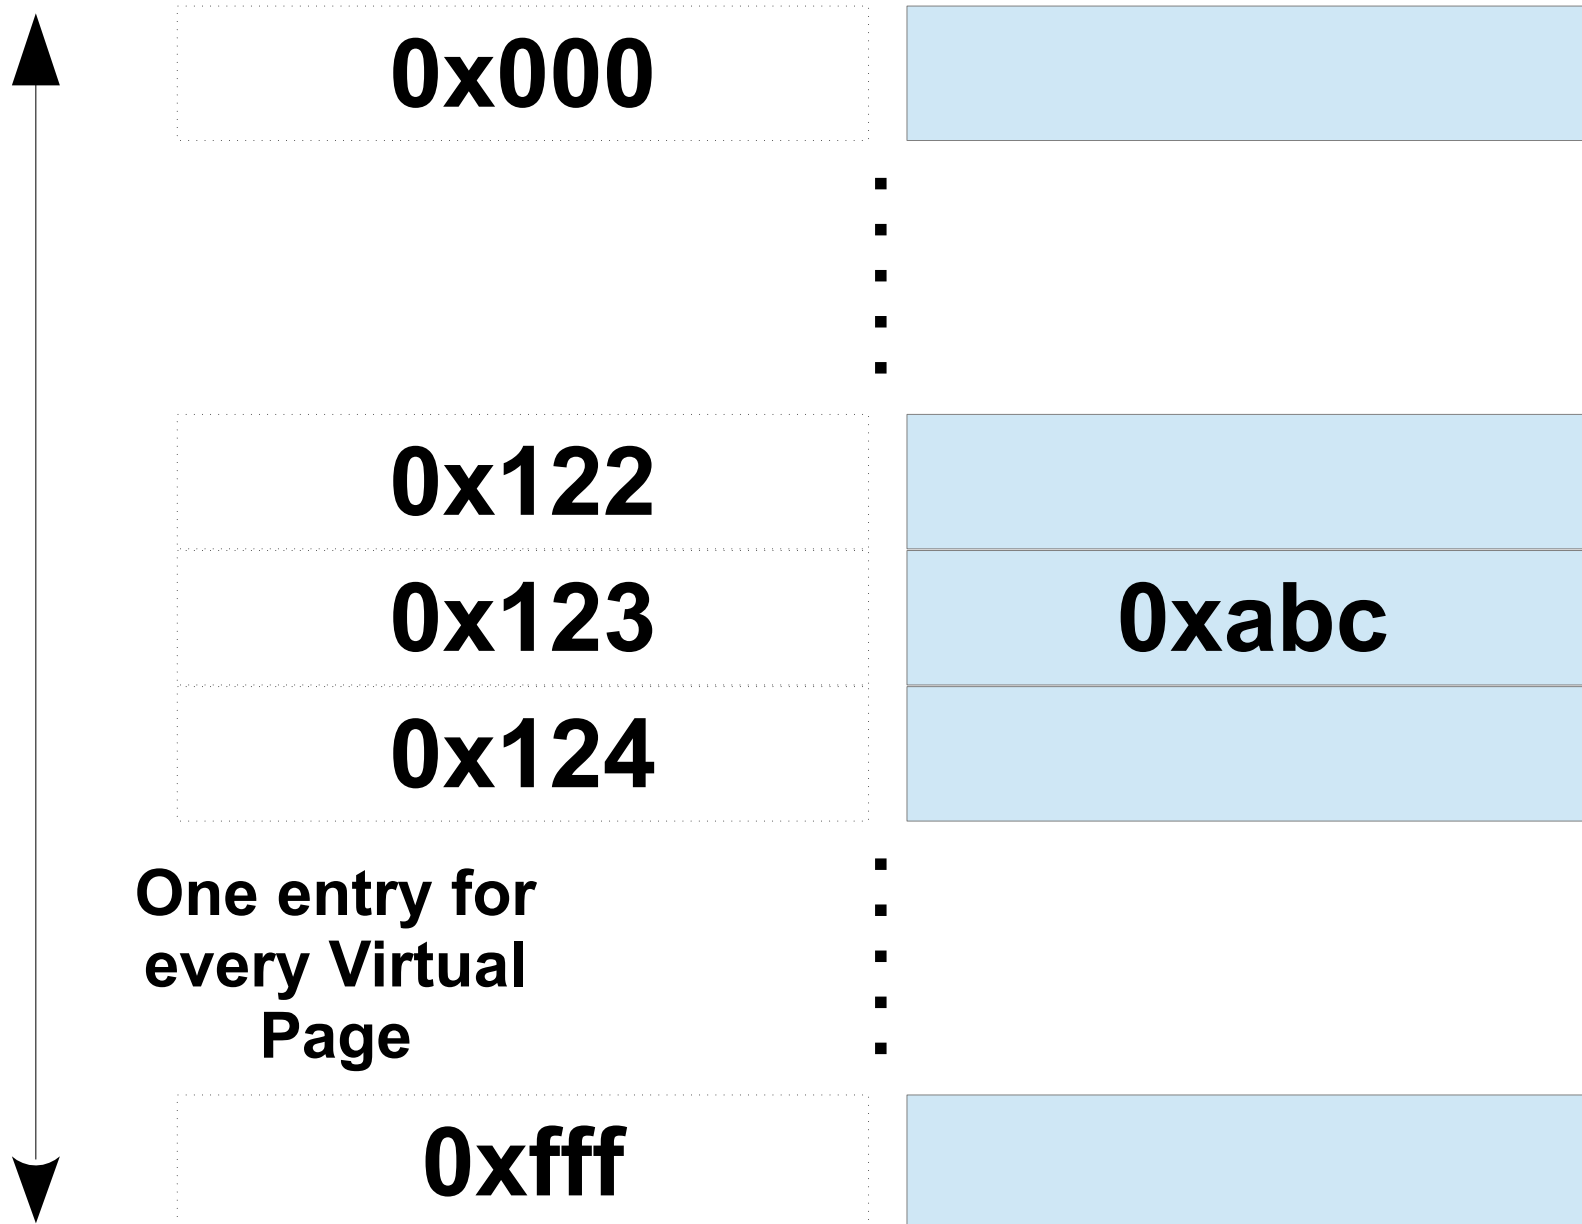 0x000
0x122
0x123
0xabc
0x124
One entry for
every Virtual
Page
0xfff